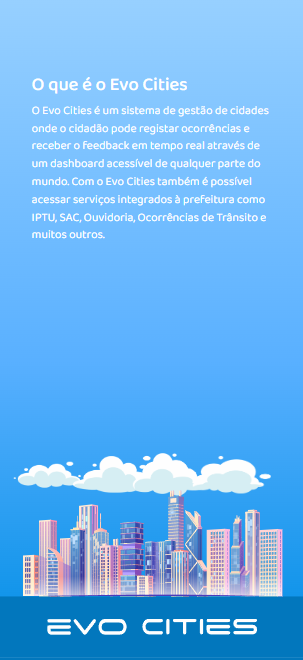 O que é o Evo Cities
O Evo Cities é um sistema de gestão de cidades
onde o cidadão pode registar ocorrências e
receber o feedback em tempo real através de
um dashboard acessível de qualquer parte do
mundo. Com o Evo Cities também é possível
acessar serviços integrados à prefeitura como
IPTU, SAC, Ouvidoria, Ocorrências de Trânsito e
muitos outros.
EVO CITIES